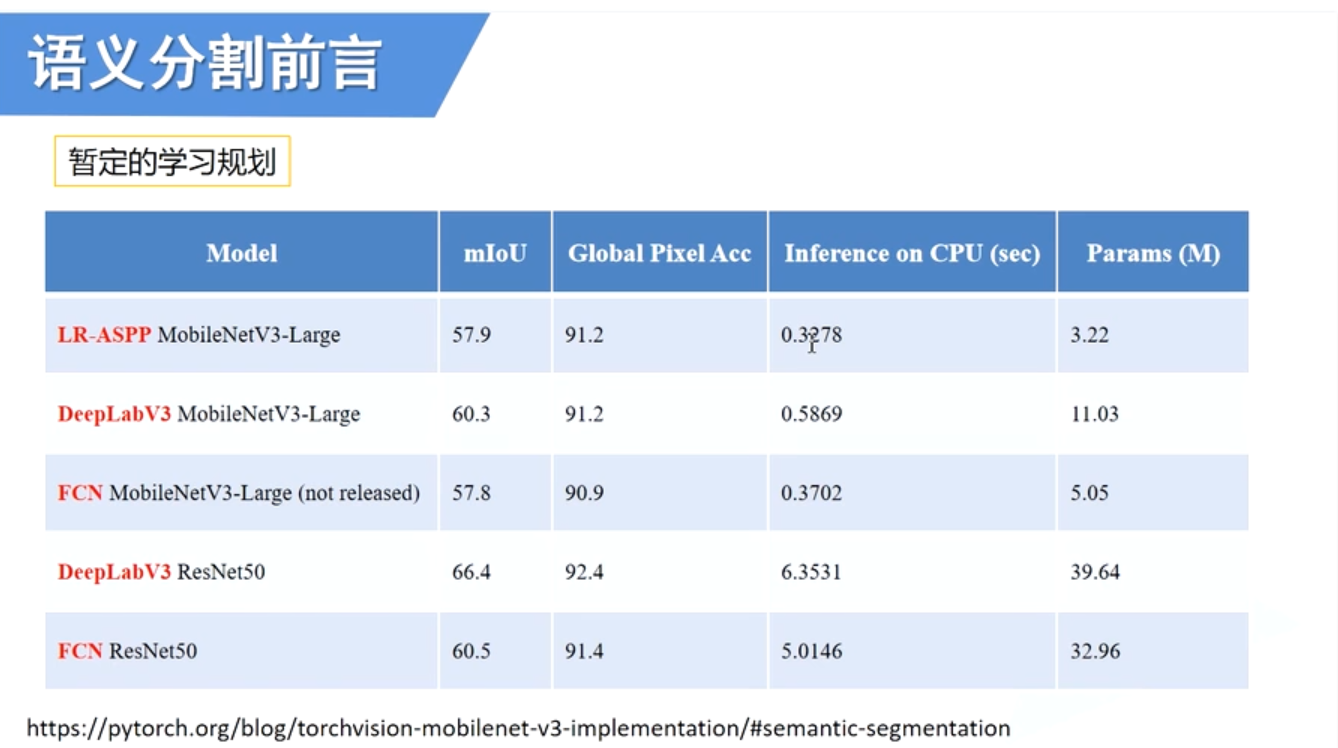 语义分割前言
暂定的学习规划
Model mIoU Global Pixel Acc Inference on CPU (sec) Params (M)
LR-ASPP MobileNetV3-Large 57.9 91.2 0.3278 3.22
DeepLabV3 MobileNetV3-Large 60.3 91.2 0.5869 11.03
FCN MobileNetV3-Large (not released) 57.8 90.9 0.3702 5.05
DeepLabV3 ResNet50 66.4 92.4 6.3531 39.64
FCN ResNet50 60.5 91.4 5.0146 32.96
https://pytorch.org/blog/torchvision-mobilenet-v3-implementation/#semantic-segmentation